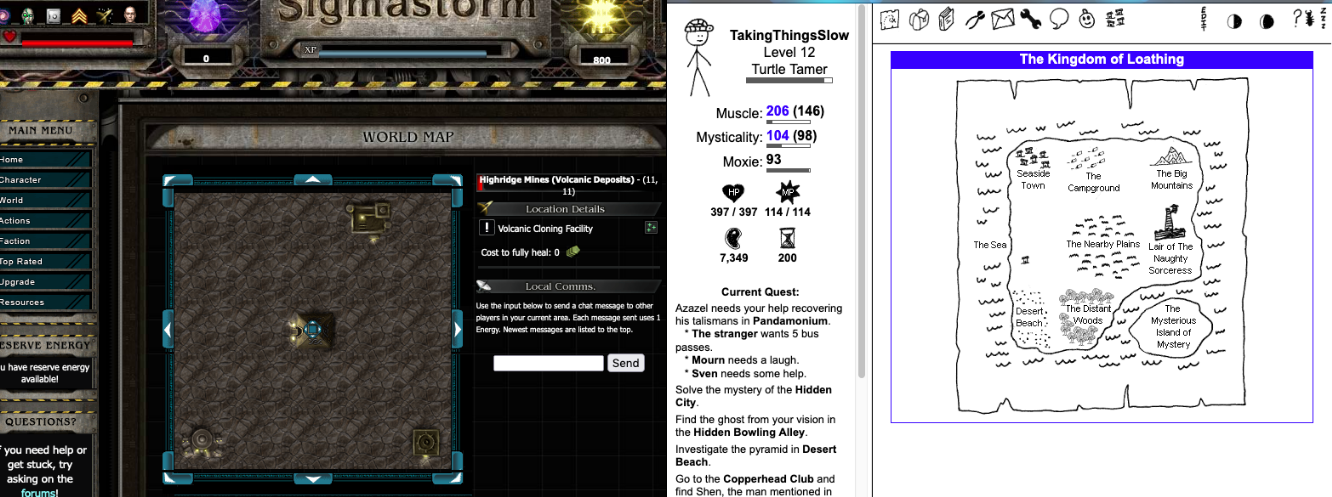 Sigmastorm
0
XP
800
MAIN MENU
Home
Character
World
Actions
Faction
Top Rated
Upgrade
Resources
ESERVE ENERGY
u have reserve energy
available!
QUESTIONS?
f you need help or
get stuck, try
asking on the
forums!
WORLD MAP
Highridge Mines (Volcanic Deposits) - (11,
11)
Location Details
! Volcanic Cloning Facility
Cost to fully heal: 0
Local Comms.
Use the input below to send a chat message to other
players in your current area. Each message sent uses 1
Energy. Newest messages are listed to the top.
Send
TakingThingsSlow
Level 12
Turtle Tamer
Muscle: 206 (146)
Mysticality: 104 (98)
Moxie: 93
HP
MP
397 / 397
114 / 114
7,349
200
Current Quest:
Azazel needs your help recovering
his talismans in Pandamonium.
* The stranger wants 5 bus
passes.
* Mourn needs a laugh.
* Sven needs some help.
Solve the mystery of the Hidden
City.
Find the ghost from your vision in
the Hidden Bowling Alley.
Investigate the pyramid in Desert
Beach.
Go to the Copperhead Club and
find Shen, the man mentioned in
The Kingdom of Loathing
Seaside
Town
The
Campground
The Big
Mountains
The Sea
The Nearby Plains
Lair of The
Naughty
Sorceress
Desert
Beach
The Distant
Woods
The
Mysterious
Island of
Mystery